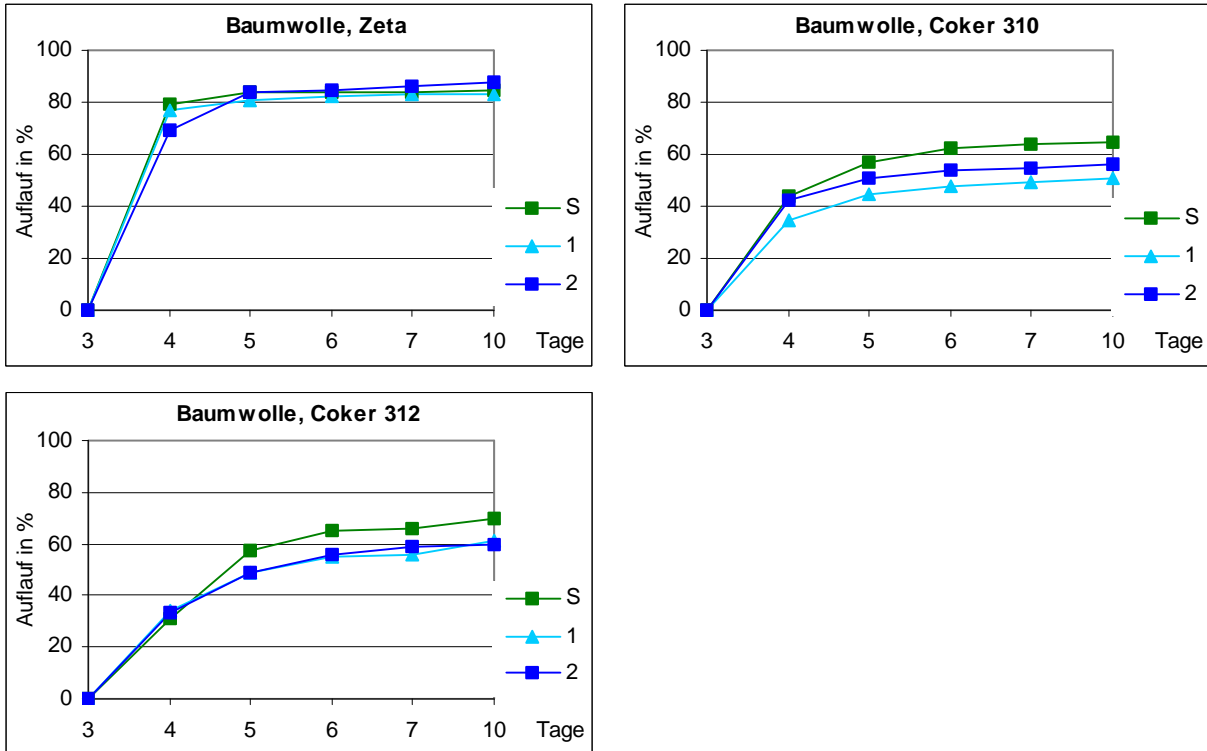 Baumwolle, Zeta
100
80
60
40
20
0
Auflauf in %
3 4 5 6 7 10 Tage
S
1
2
Baumwolle, Coker 310
100
80
60
40
20
0
Auflauf in %
3 4 5 6 7 10 Tage
S
1
2
Baumwolle, Coker 312
100
80
60
40
20
0
Auflauf in %
3 4 5 6 7 10 Tage
S
1
2